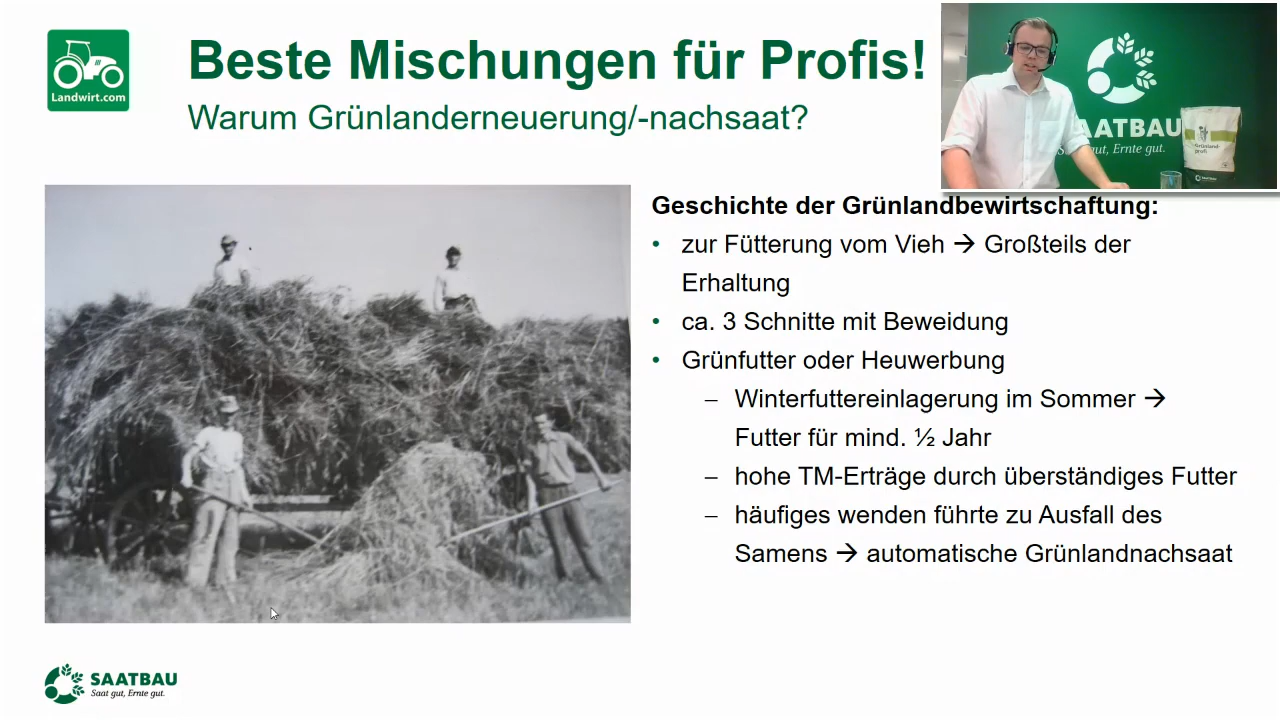 Landwirt.com
Beste Mischungen für Profis!
Warum Grünlanderneuerung/-nachsaat?
AATBAU
gut, Ernte gut.
Grünland
profi
Geschichte der Grünlandbewirtschaftung:
• zur Fütterung vom Vieh → Großteils der
Erhaltung
• ca. 3 Schnitte mit Beweidung
• Grünfutter oder Heuwerbung
– Winterfuttereinlagerung im Sommer →
Futter für mind. ½ Jahr
– hohe TM-Erträge durch überständiges Futter
– häufiges wenden führte zu Ausfall des
Samens → automatische Grünlandnachsaat
SAATBAU
Saat gut, Ernte gut.